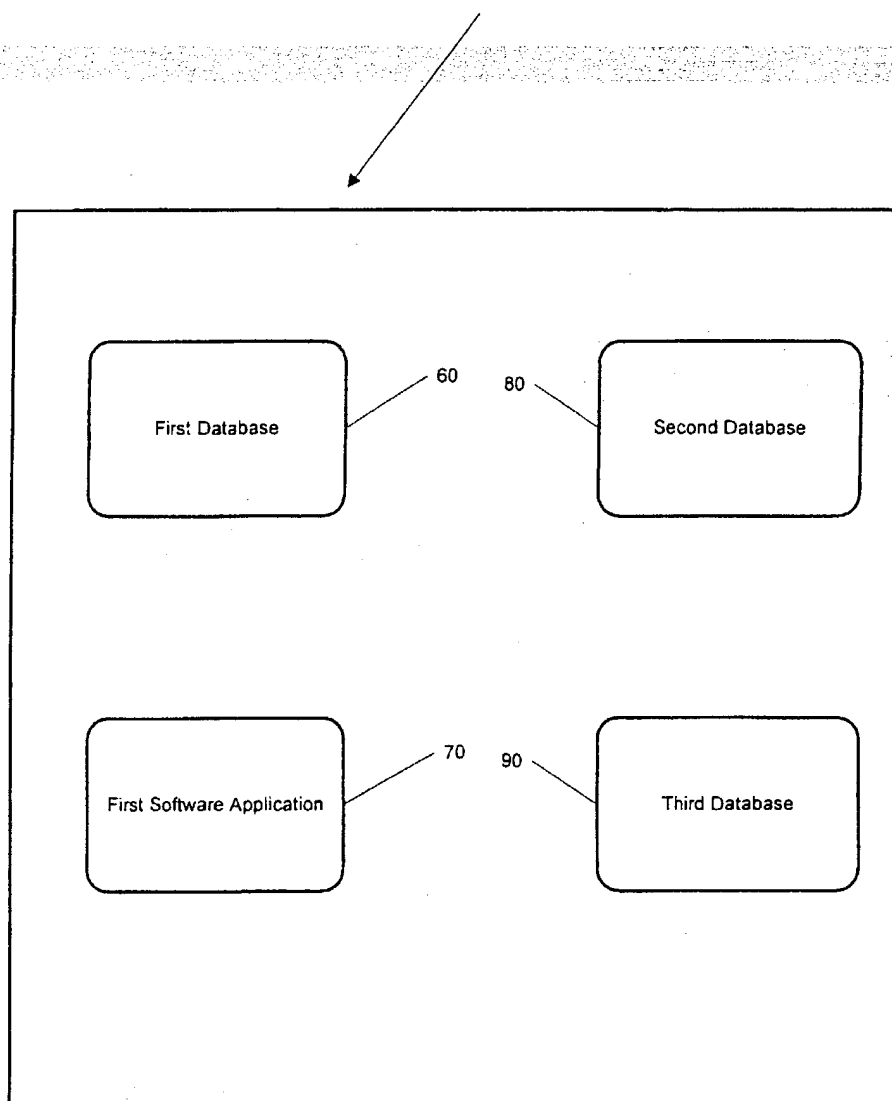 60
80
First Database
Second Database
70
90
First Software Application
Third Database